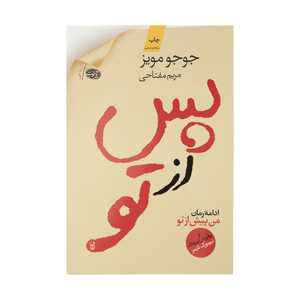 چاپ
جوجو مویز
مریم مفتاحی
پس
از
تو
ادامه رمان
من پیش از تو